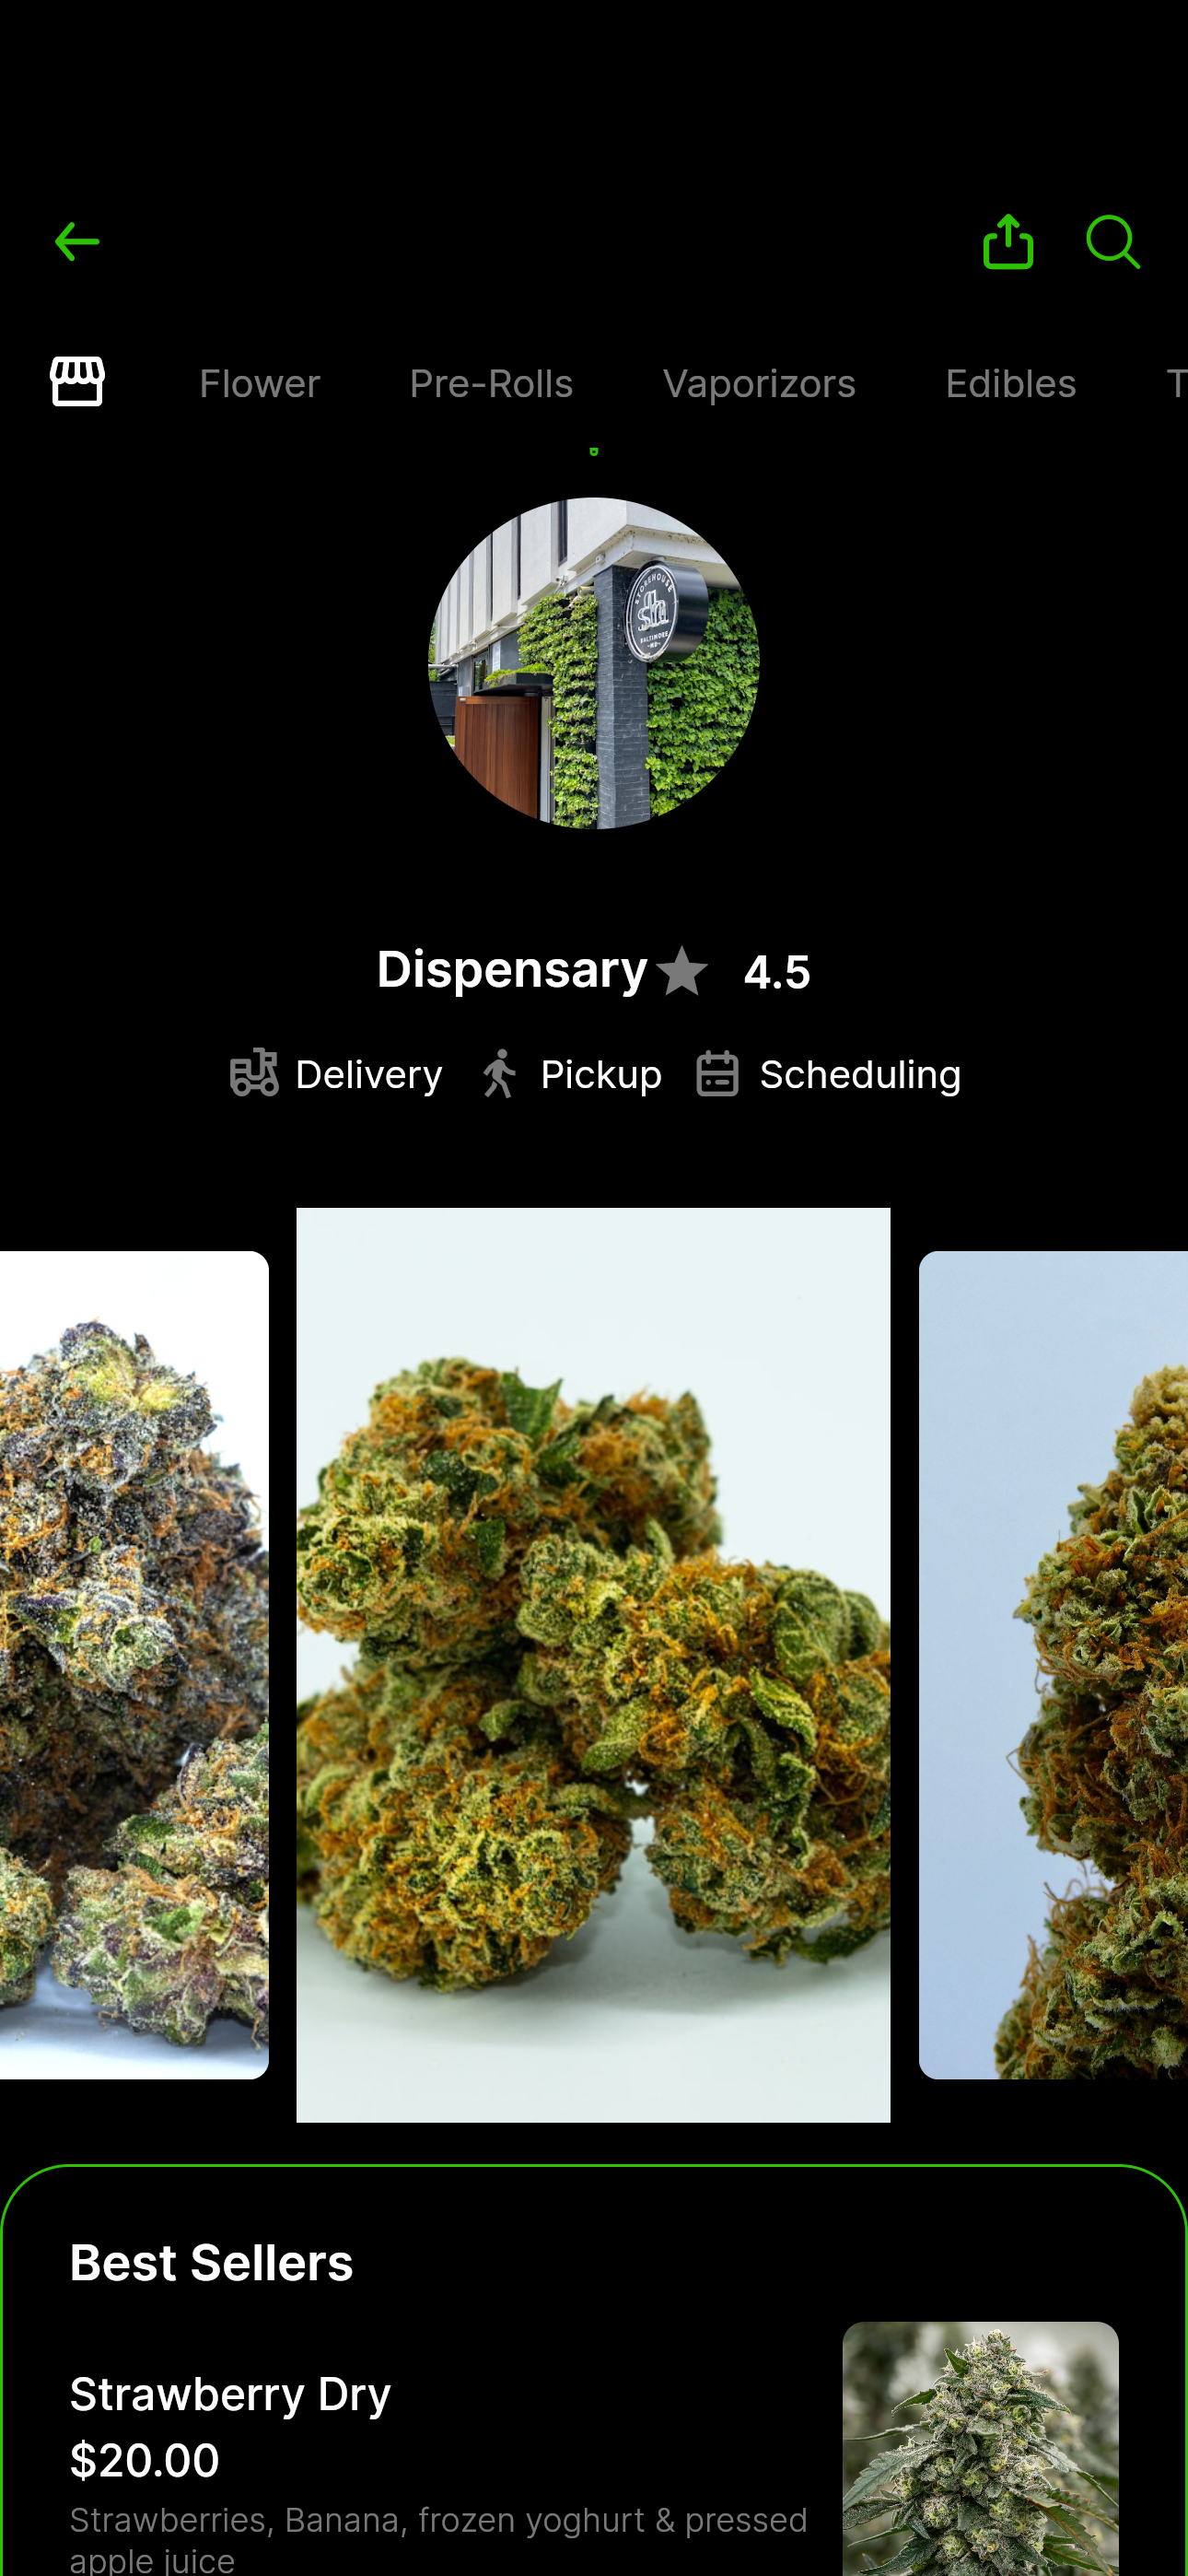 Flower Pre-Rolls Vaporizors Edibles T
STOREHOUSE
sh
BALTIMORE
MD
Dispensary 4.5
Delivery Pickup Scheduling
Best Sellers
Strawberry Dry
$20.00
Strawberries, Banana, frozen yoghurt & pressed
apple juice